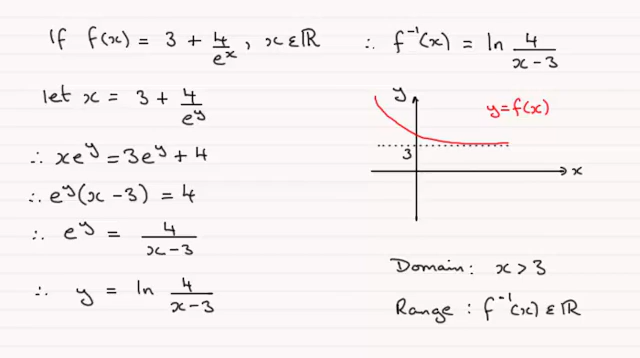 If f(x) = 3 + 4/e^x, x ε ℝ
let x = 3 + 4/e^y
∴ xe^y = 3e^y + 4
∴ e^y(x − 3) = 4
∴ e^y = 4/(x−3)
∴ y = ln 4/(x−3)
∴ f⁻¹(x) = ln 4/(x−3)
y
y=f(x)
3
x
Domain: x > 3
Range : f⁻¹(x) ε ℝ